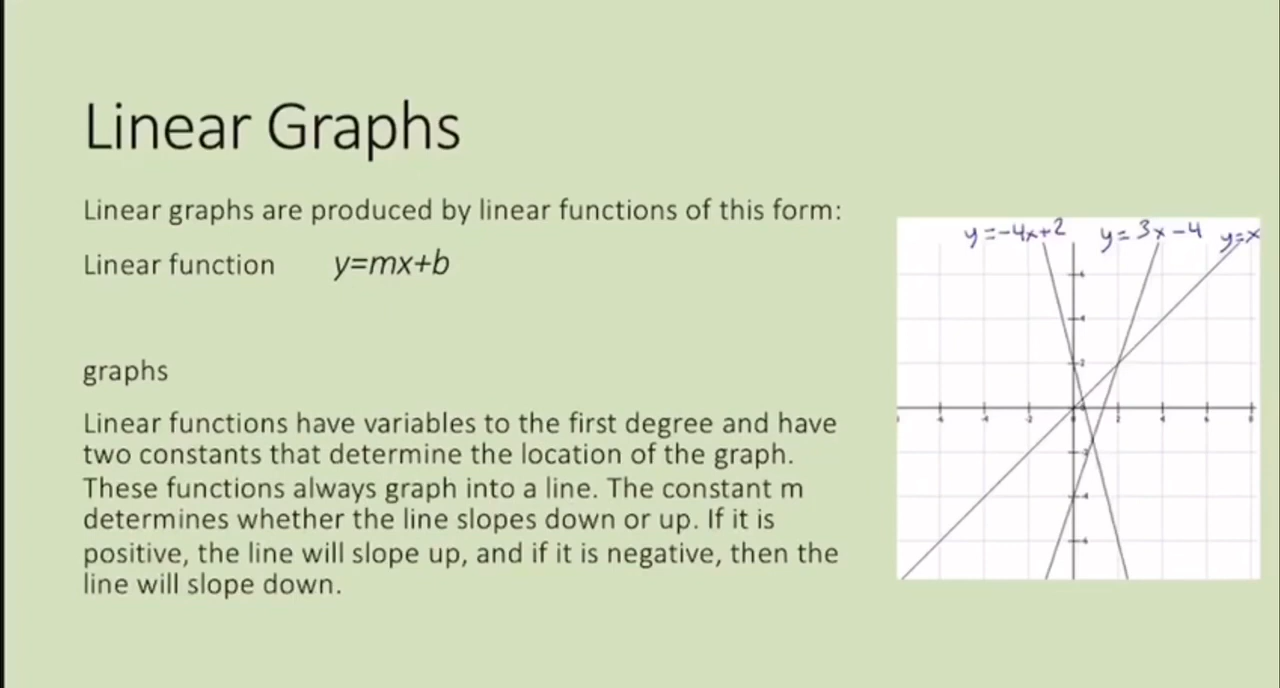 Linear Graphs
Linear graphs are produced by linear functions of this form:
Linear function y=mx+b
graphs
Linear functions have variables to the first degree and have
two constants that determine the location of the graph.
These functions always graph into a line. The constant m
determines whether the line slopes down or up. If it is
positive, the line will slope up, and if it is negative, then the
line will slope down.
y=-4x+2 y=3x-4 y=x